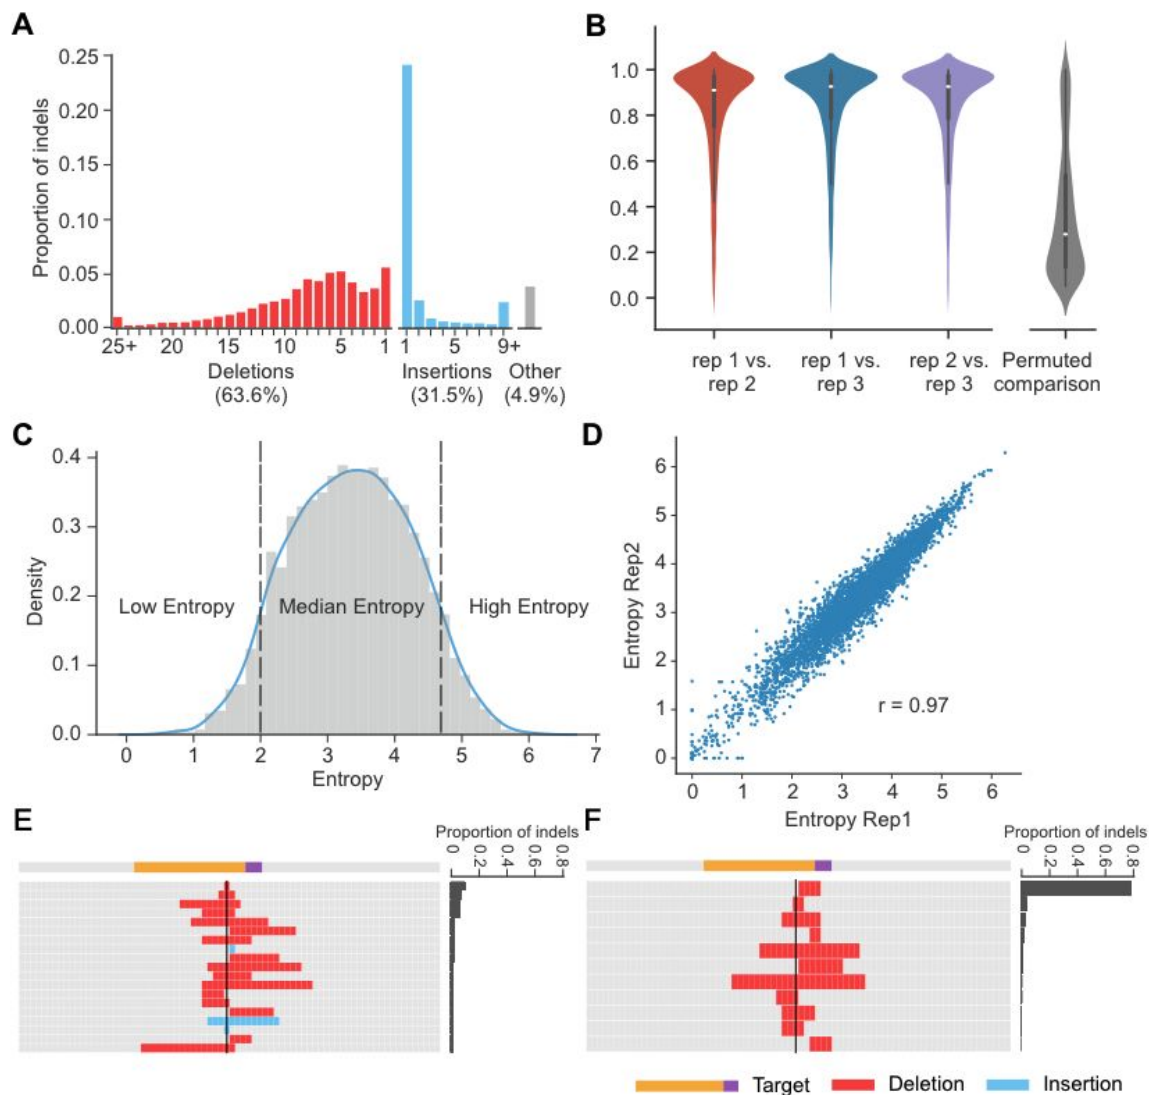 A
0.25
0.20
0.15
0.10
0.05
0.00
Proportion of indels
25+ 20 15 10 5 1 1 5 9+
Deletions Insertions Other
(63.6%) (31.5%) (4.9%)
B
1.0
0.8
0.6
0.4
0.2
0.0
rep 1 vs. rep 1 vs. rep 2 vs. Permuted
rep 2 rep 3 rep 3 comparison
C
0.4
0.3
0.2
0.1
0.0
Density
Low Entropy Median Entropy High Entropy
0 1 2 3 4 5 6 7
Entropy
D
6
5
4
3
2
1
0
Entropy Rep2
r = 0.97
0 1 2 3 4 5 6
Entropy Rep1
E
Proportion of indels
0 0.2 0.4 0.6 0.8
F
Proportion of indels
0 0.2 0.4 0.6 0.8
Target Deletion Insertion